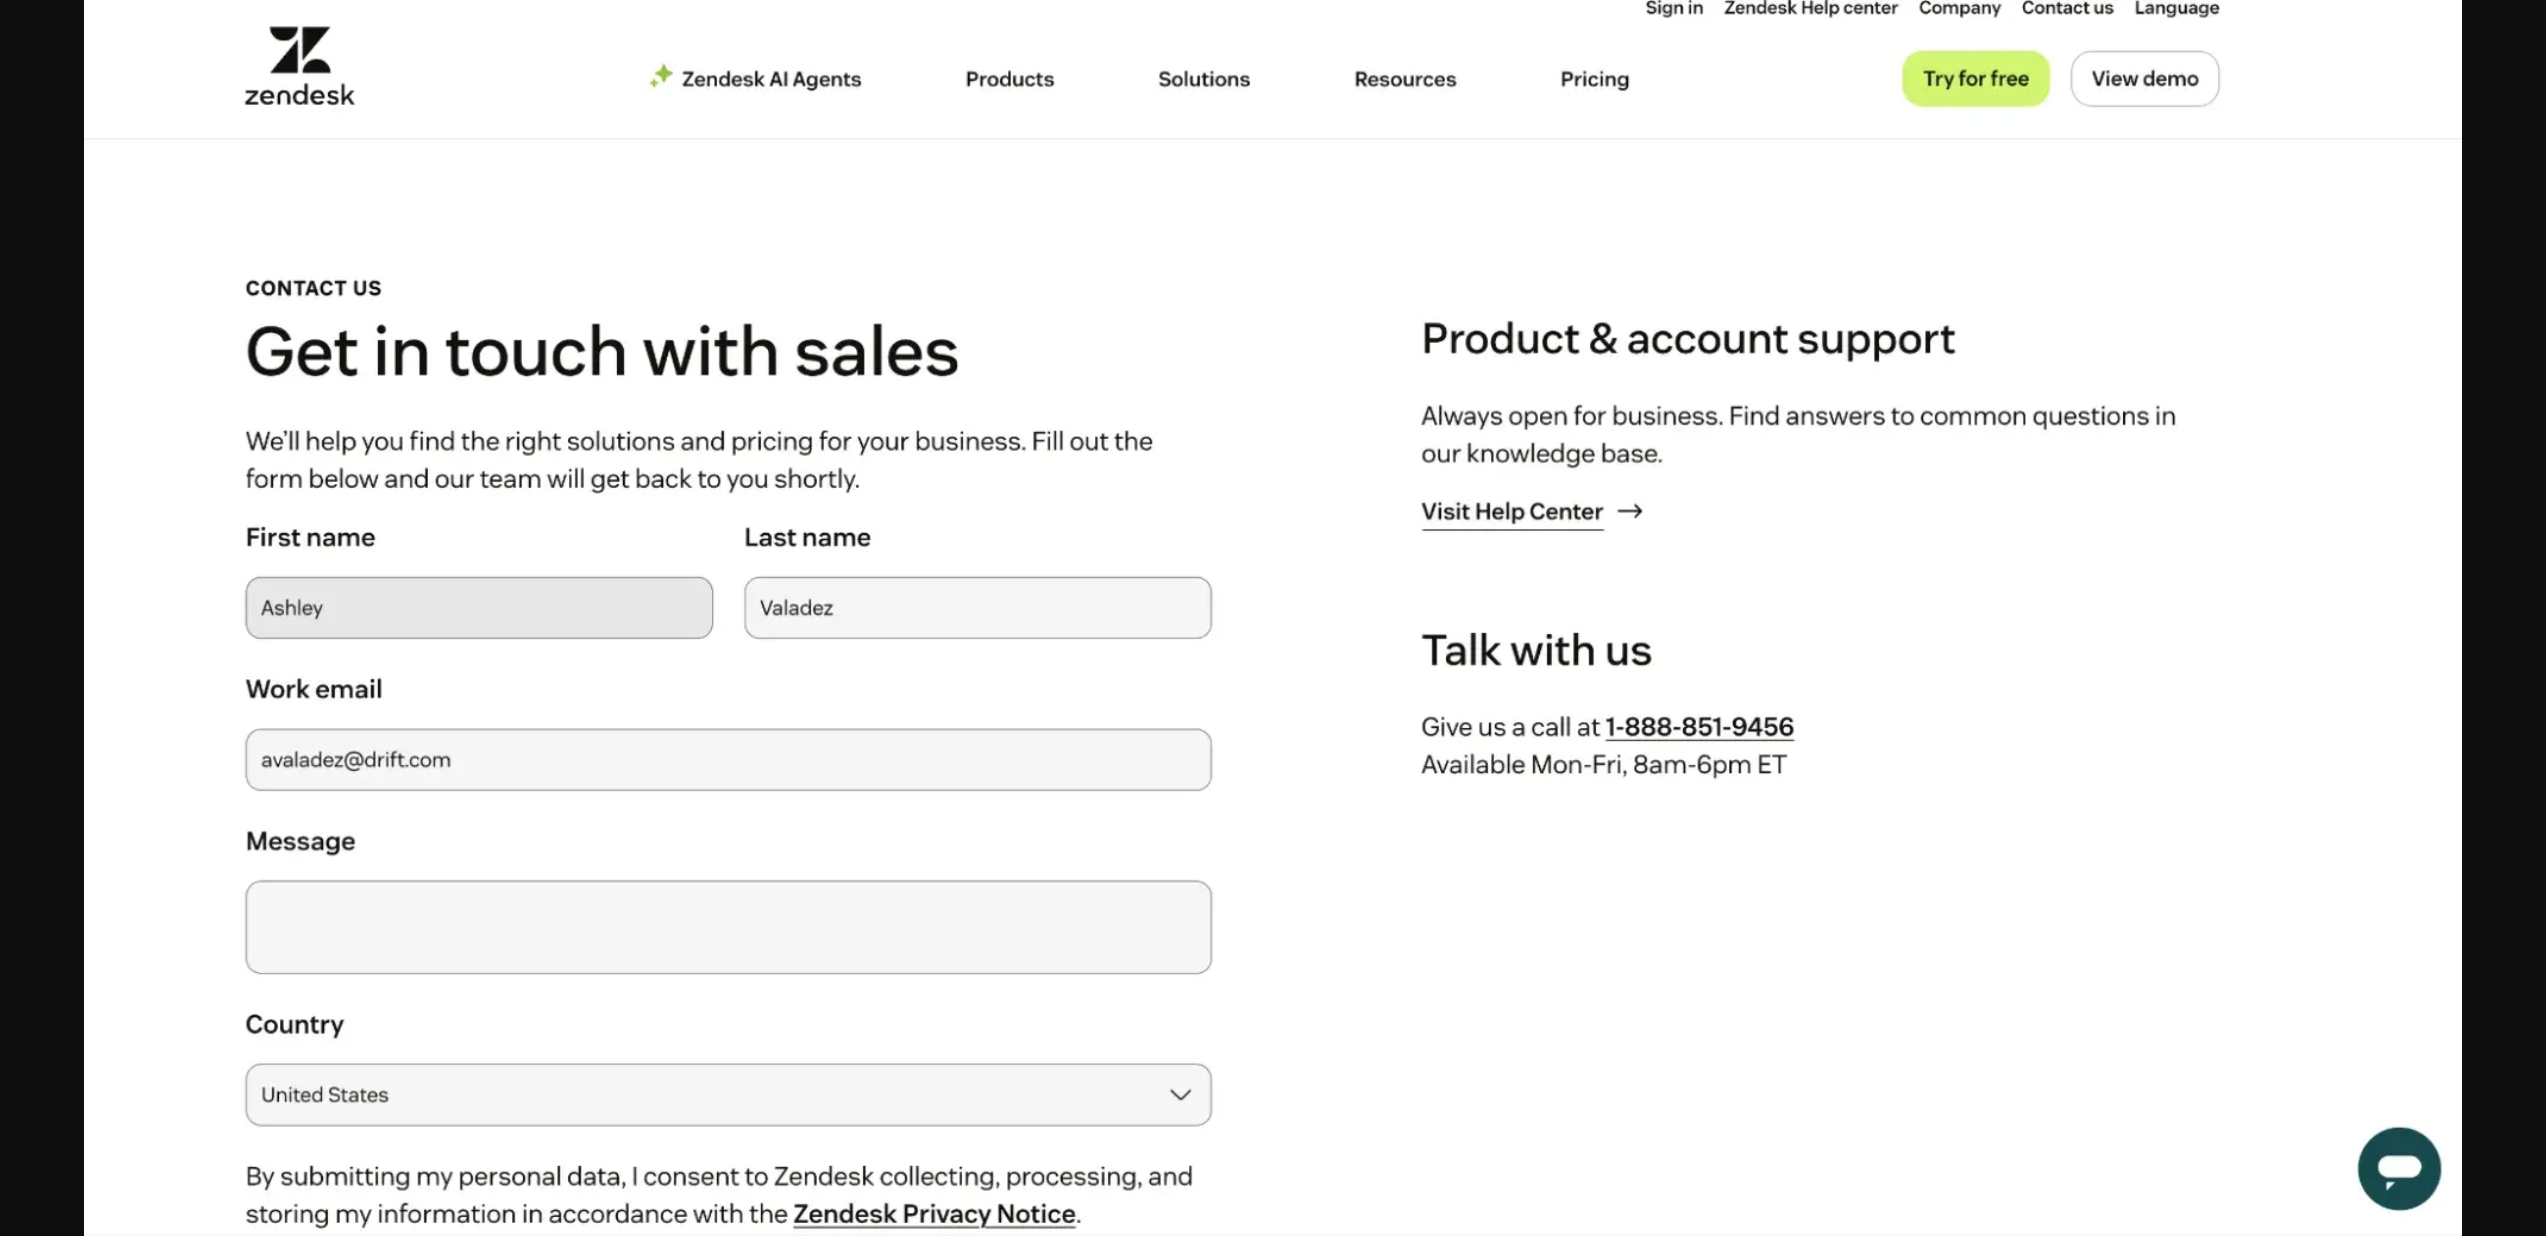 Sign in Zendesk Help center Company Contact us Language
zendesk
Zendesk AI Agents Products Solutions Resources Pricing Try for free View demo
CONTACT US
Get in touch with sales
We’ll help you find the right solutions and pricing for your business. Fill out the
form below and our team will get back to you shortly.
First name Last name
Ashley Valadez
Work email
avaladez@drift.com
Message
Country
United States
By submitting my personal data, I consent to Zendesk collecting, processing, and
storing my information in accordance with the Zendesk Privacy Notice.
Product & account support
Always open for business. Find answers to common questions in
our knowledge base.
Visit Help Center →
Talk with us
Give us a call at 1-888-851-9456
Available Mon-Fri, 8am-6pm ET